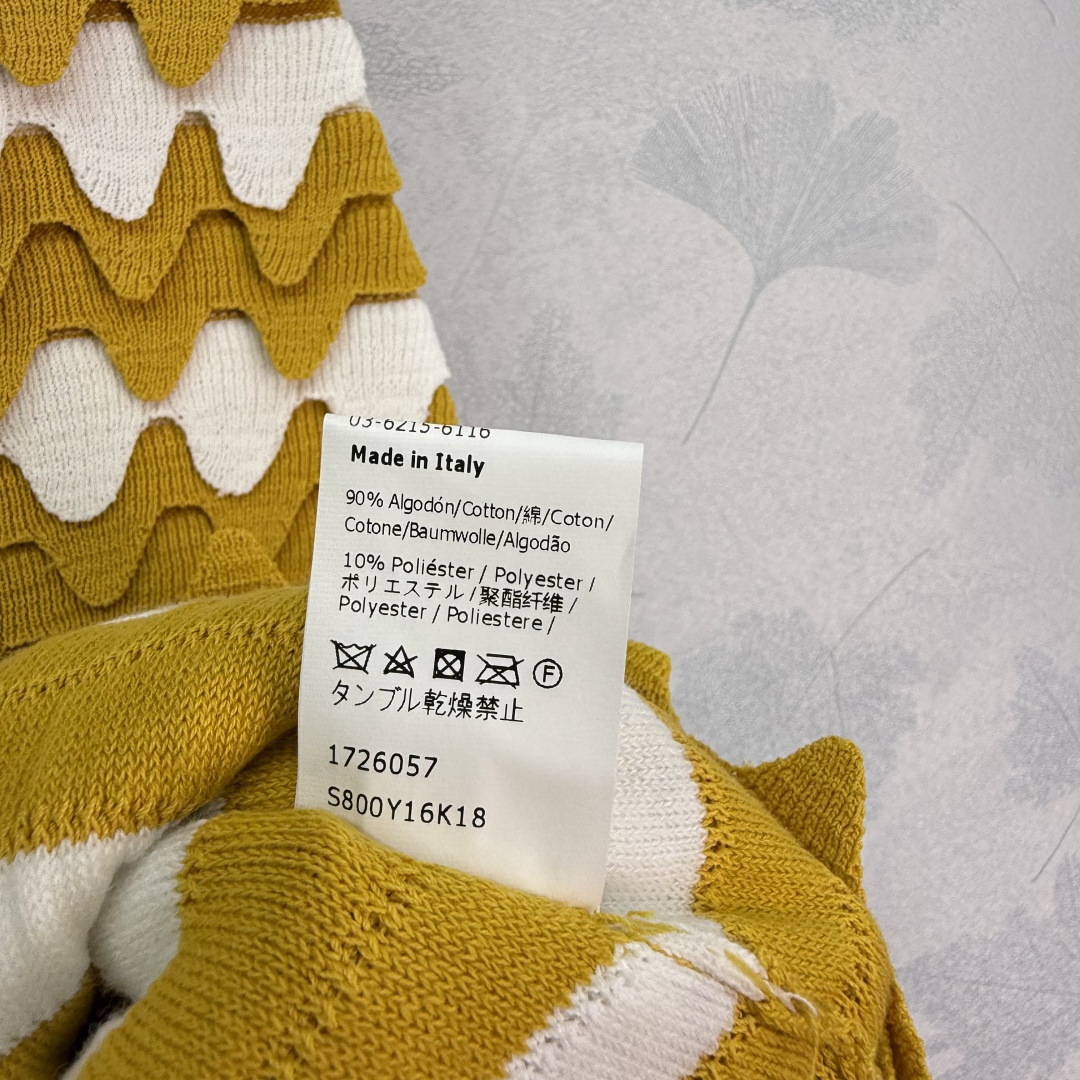 03-6215-6116
Made in Italy
90% Algodón/Cotton/綿/Coton/
Cotone/Baumwolle/Algodão
10% Poliéster / Polyester /
ポリエステル / 聚酯纤维 /
Polyester / Poliestere /
F
タンブル乾燥禁止
1726057
S800Y16K18